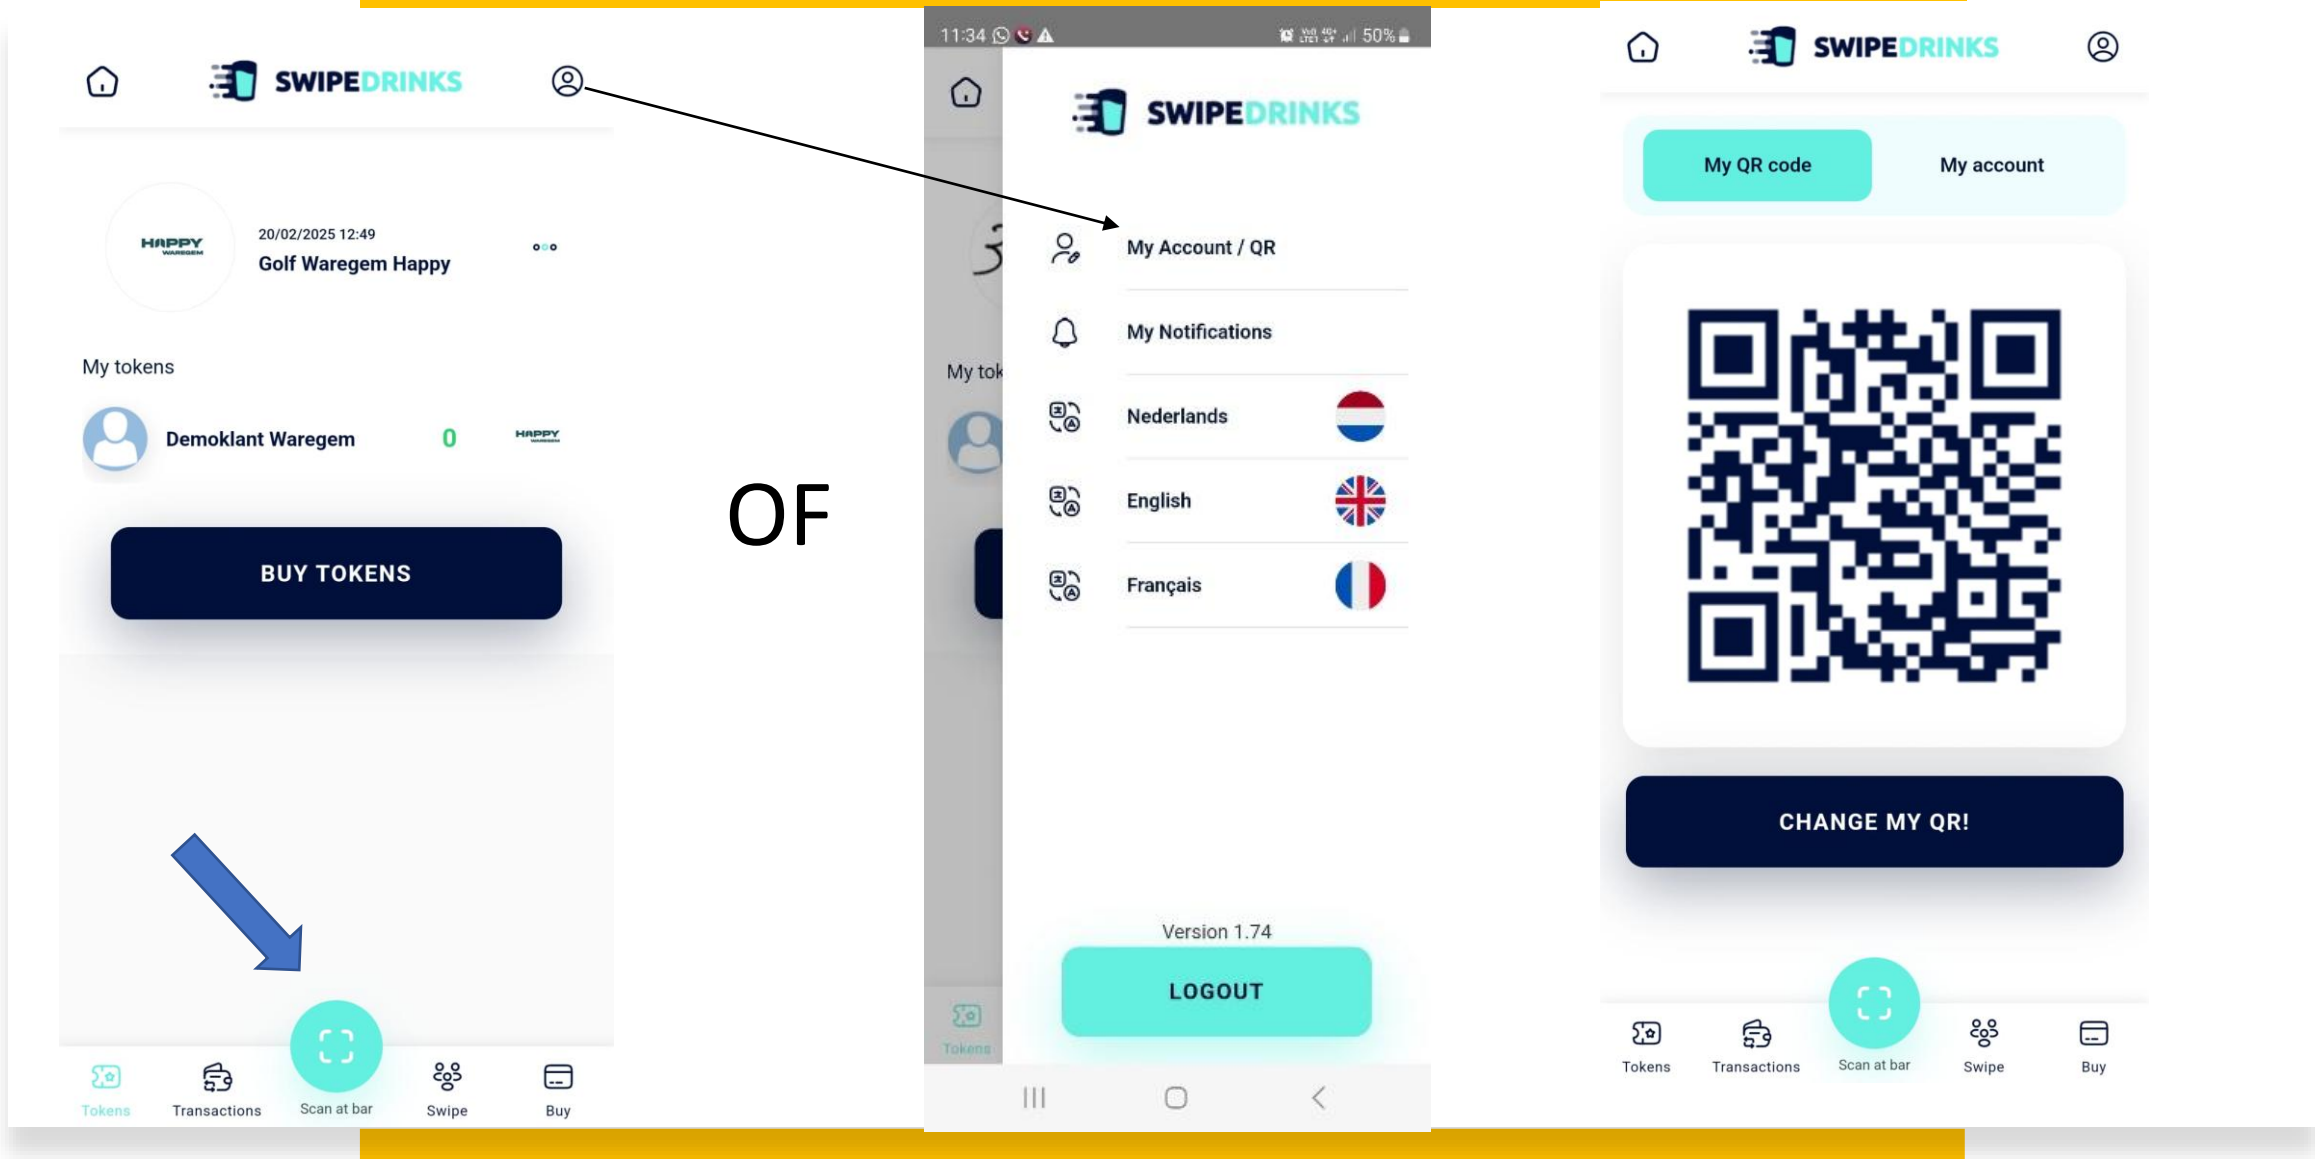 SWIPEDRINKS
HAPPY
WAREGEM
20/02/2025 12:49
Golf Waregem Happy
My tokens
Demoklant Waregem
0
HAPPY
BUY TOKENS
Tokens
Transactions
Scan at bar
Swipe
Buy
OF
11:34
50%
SWIPEDRINKS
My tok
My Account / QR
My Notifications
Nederlands
English
Français
Version 1.74
LOGOUT
Tokens
SWIPEDRINKS
My QR code
My account
CHANGE MY QR!
Tokens
Transactions
Scan at bar
Swipe
Buy